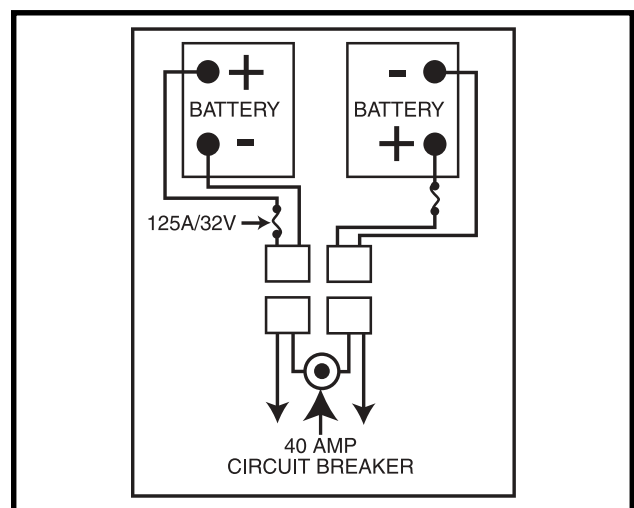 + -
BATTERY BATTERY
- +
125A/32V
40 AMP
CIRCUIT BREAKER